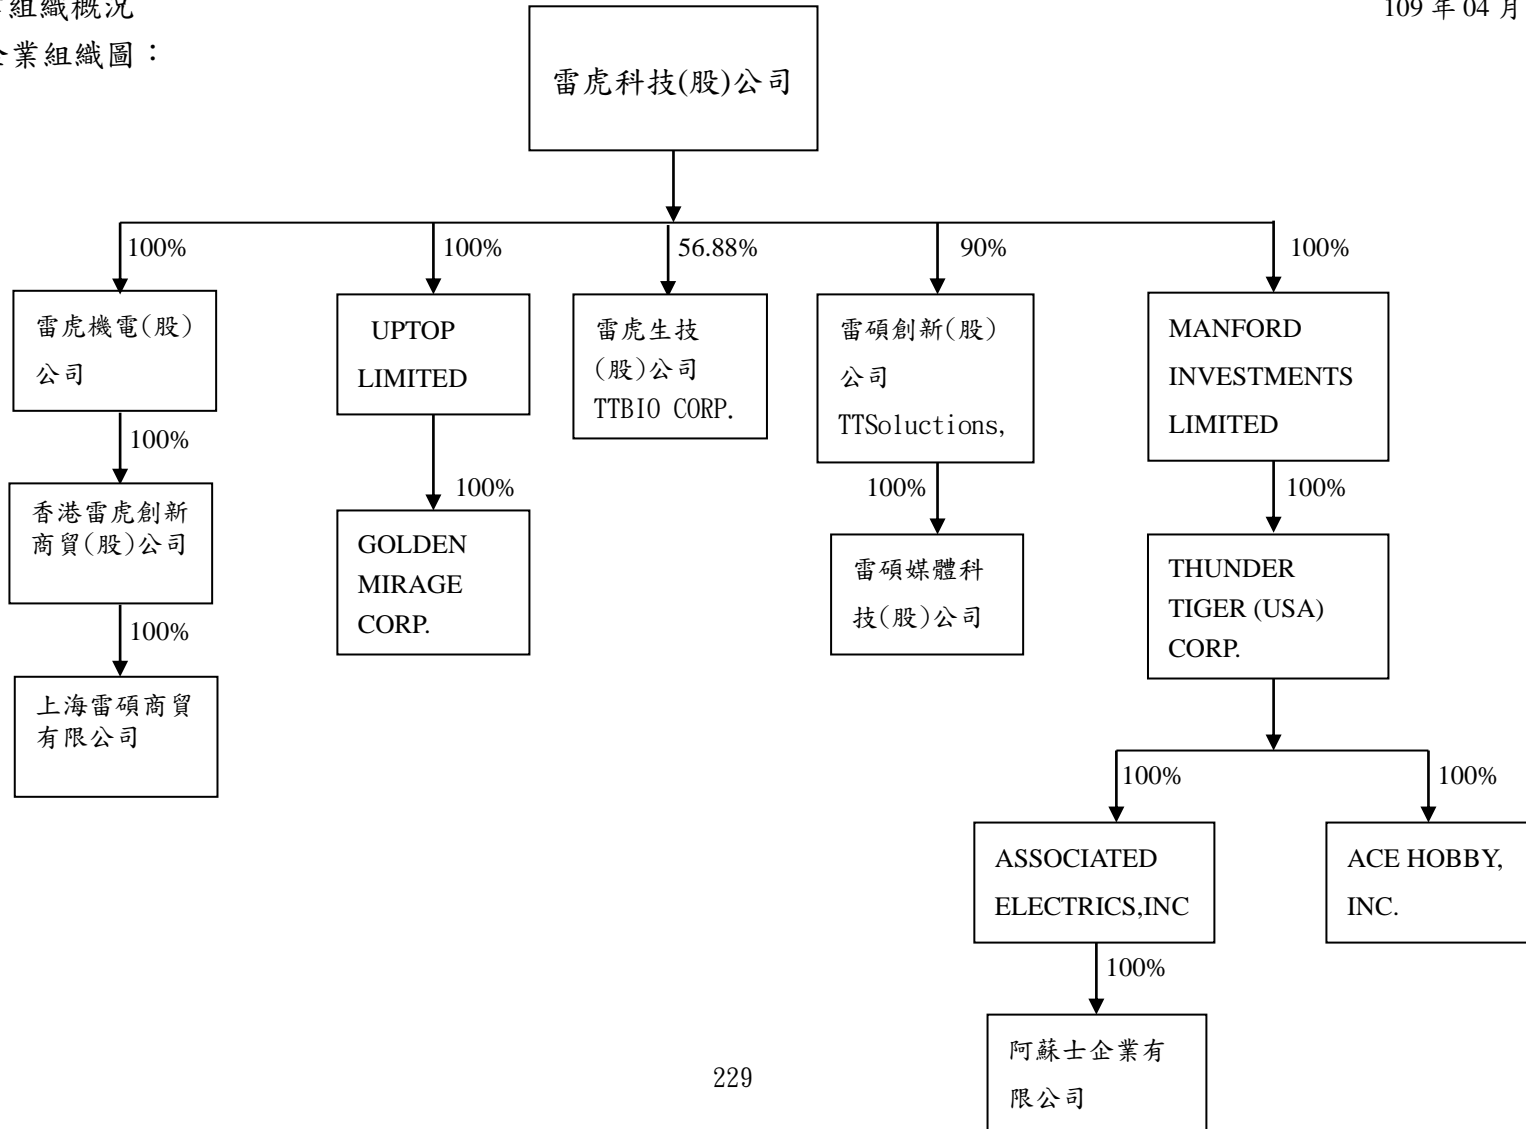 組織概況
109 年 04 月
企業組織圖：
雷虎科技(股)公司
100%
100%
56.88%
90%
100%
雷虎機電(股)
公司
UPTOP
LIMITED
雷虎生技
(股)公司
TTBIO CORP.
雷碩創新(股)
公司
TTSoluctions,
MANFORD
INVESTMENTS
LIMITED
100%
100%
100%
100%
香港雷虎創新
商貿(股)公司
GOLDEN
MIRAGE
CORP.
雷碩媒體科
技(股)公司
THUNDER
TIGER (USA)
CORP.
100%
上海雷碩商貿
有限公司
100%
100%
ASSOCIATED
ELECTRICS,INC
ACE HOBBY,
INC.
100%
阿蘇士企業有
限公司
229